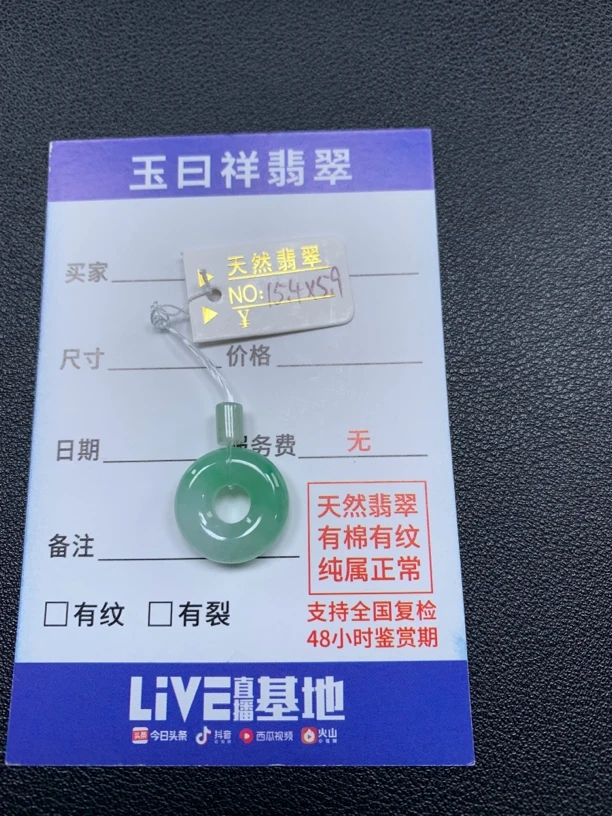 玉曰祥翡翠
买家
天然翡翠
NO: 15.4X5.9
¥
尺寸
价格
日期
服务费 无
备注
天然翡翠
有棉有纹
纯属正常
□有纹 □有裂
支持全国复检
48小时鉴赏期
LiVE直播基地
头条 今日头条 抖音 西瓜视频 火山